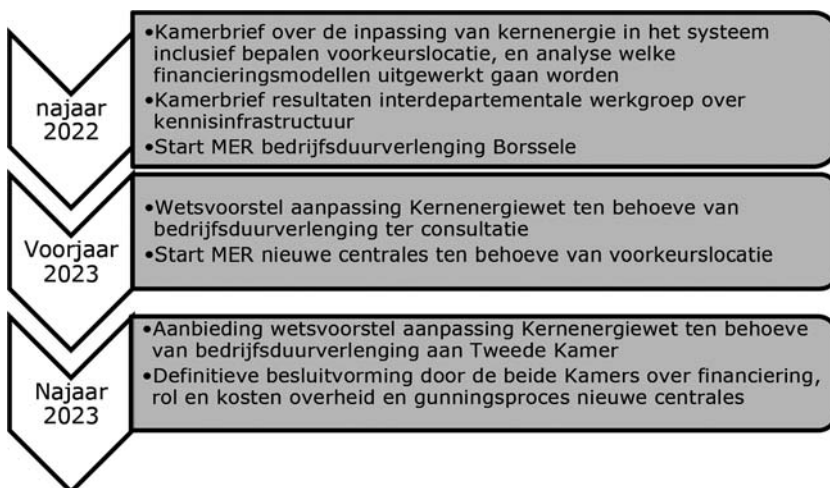 najaar
2022
•Kamerbrief over de inpassing van kernenergie in het systeem
inclusief bepalen voorkeurslocatie, en analyse welke
financieringsmodellen uitgewerkt gaan worden
•Kamerbrief resultaten interdepartementale werkgroep over
kennisinfrastructuur
•Start MER bedrijfsduurverlenging Borssele
Voorjaar
2023
•Wetsvoorstel aanpassing Kernenergiewet ten behoeve van
bedrijfsduurverlenging ter consultatie
•Start MER nieuwe centrales ten behoeve van voorkeurslocatie
Najaar
2023
•Aanbieding wetsvoorstel aanpassing Kernenergiewet ten behoeve
van bedrijfsduurverlenging aan Tweede Kamer
•Definitieve besluitvorming door de beide Kamers over financiering,
rol en kosten overheid en gunningsproces nieuwe centrales